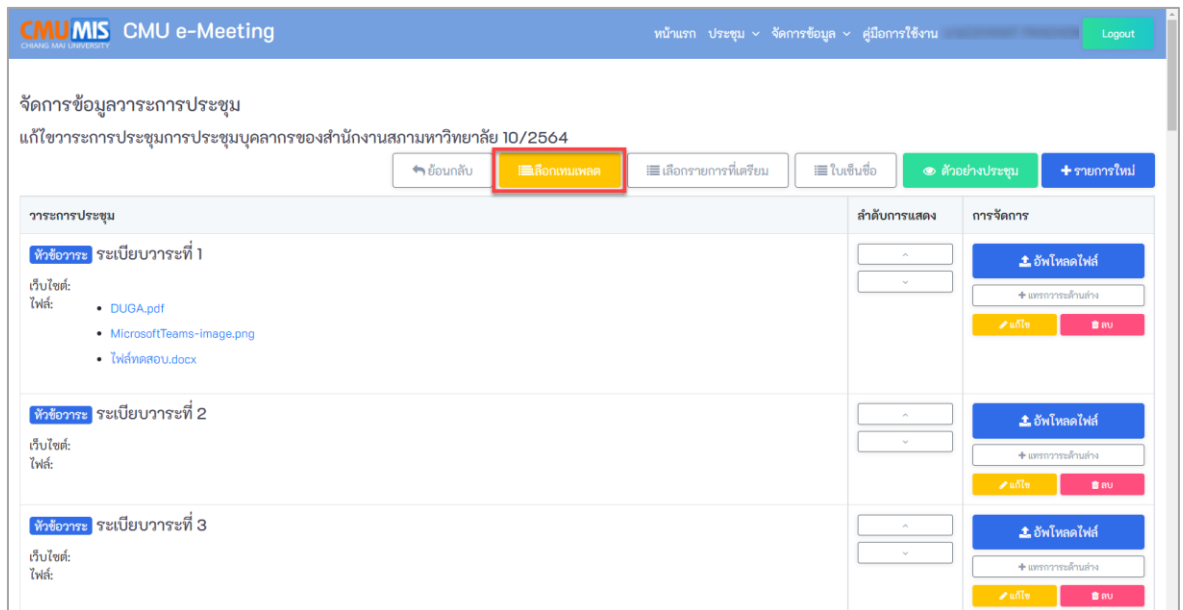 CMU MIS CMU e-Meeting หน้าแรก ประชุม จัดการข้อมูล คู่มือการใช้งาน Logout
CHIANG MAI UNIVERSITY
จัดการข้อมูลวาระการประชุม
แก้ไขวาระการประชุมการประชุมบุคลากรของสำนักงานสภามหาวิทยาลัย 10/2564
ย้อนกลับ เลือกเทมเพลต เลือกรายการที่เตรียม ใบเซ็นชื่อ ตัวอย่างประชุม + รายการใหม่
วาระการประชุม ลำดับการแสดง การจัดการ
หัวข้อวาระ ระเบียบวาระที่ 1 อัพโหลดไฟล์
เว็บไซต์:
ไฟล์: + แทรกวาระด้านล่าง
• DUGA.pdf
แก้ไข ลบ
• MicrosoftTeams-image.png
• ไฟล์ทดสอบ.docx
หัวข้อวาระ ระเบียบวาระที่ 2 อัพโหลดไฟล์
เว็บไซต์: + แทรกวาระด้านล่าง
ไฟล์:
แก้ไข ลบ
หัวข้อวาระ ระเบียบวาระที่ 3 อัพโหลดไฟล์
เว็บไซต์: + แทรกวาระด้านล่าง
ไฟล์:
แก้ไข ลบ